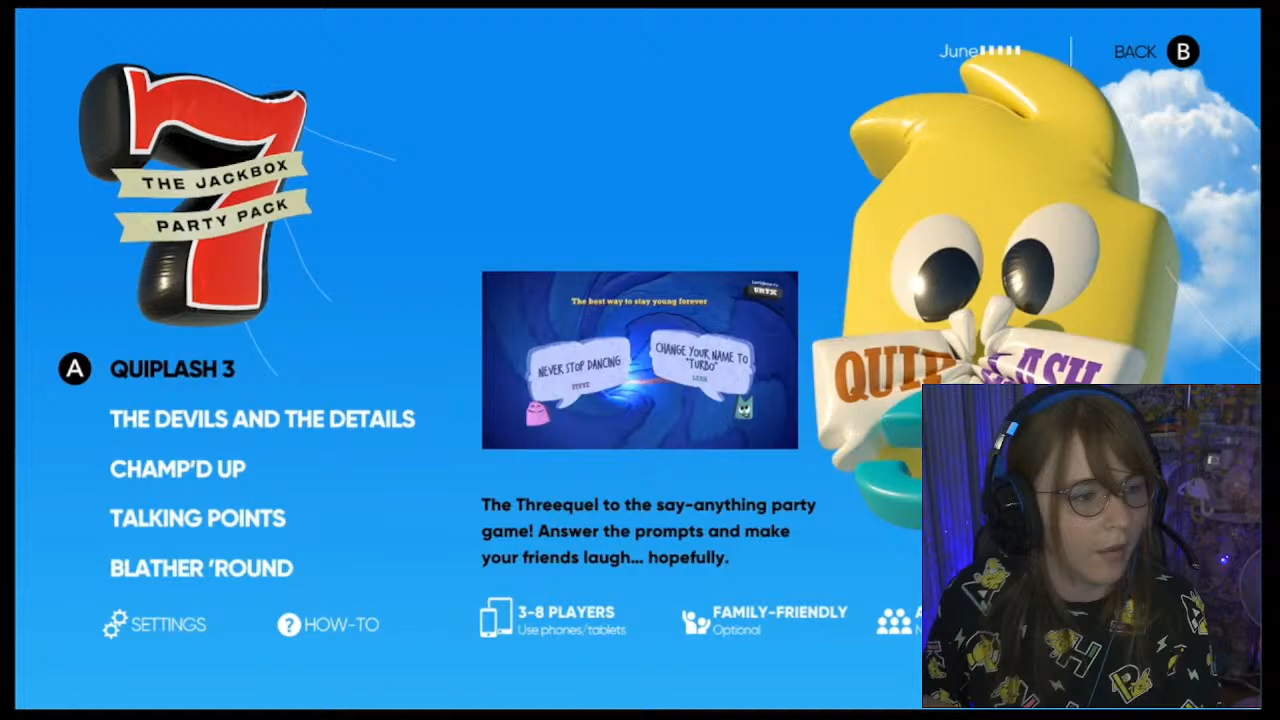 June
BACK B
THE JACKBOX
PARTY PACK
The best way to stay young forever
NEVER STOP DANCING
STEVE
CHANGE YOUR NAME TO
"TURBO"
A QUIPLASH 3
THE DEVILS AND THE DETAILS
CHAMP'D UP
TALKING POINTS
BLATHER 'ROUND
The Threequel to the say-anything party
game! Answer the prompts and make
your friends laugh... hopefully.
SETTINGS
? HOW-TO
3-8 PLAYERS
Use phones/tablets
FAMILY-FRIENDLY
Optional